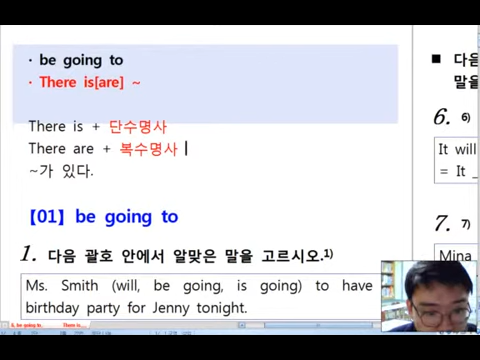 · be going to
· There is[are] ~
There is + 단수명사
There are + 복수명사
~가 있다.
【01】 be going to
1. 다음 괄호 안에서 알맞은 말을 고르시오.1)
Ms. Smith (will, be going, is going) to have
birthday party for Jenny tonight.
■ 다음
말을
6. 6)
It will
= It _
7. 7)
Mina